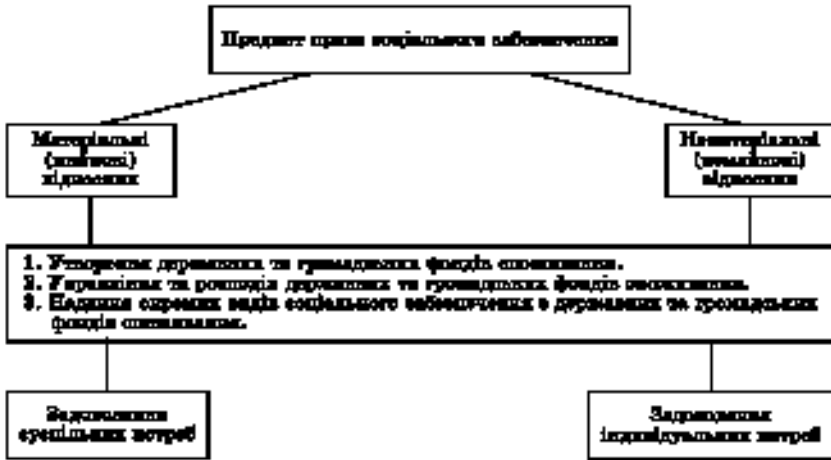 Предмет права соціального забезпечення
Матеріальні
відносини
Нематеріальні
відносини
1. Утворення державних та громадських фондів споживання.
2. Управління та розподіл державних та громадських фондів споживання.
3. Надання окремих видів соціального забезпечення з державних та громадських
фондів споживання.
Задоволення
суспільних потреб
Задоволення
індивідуальних потреб